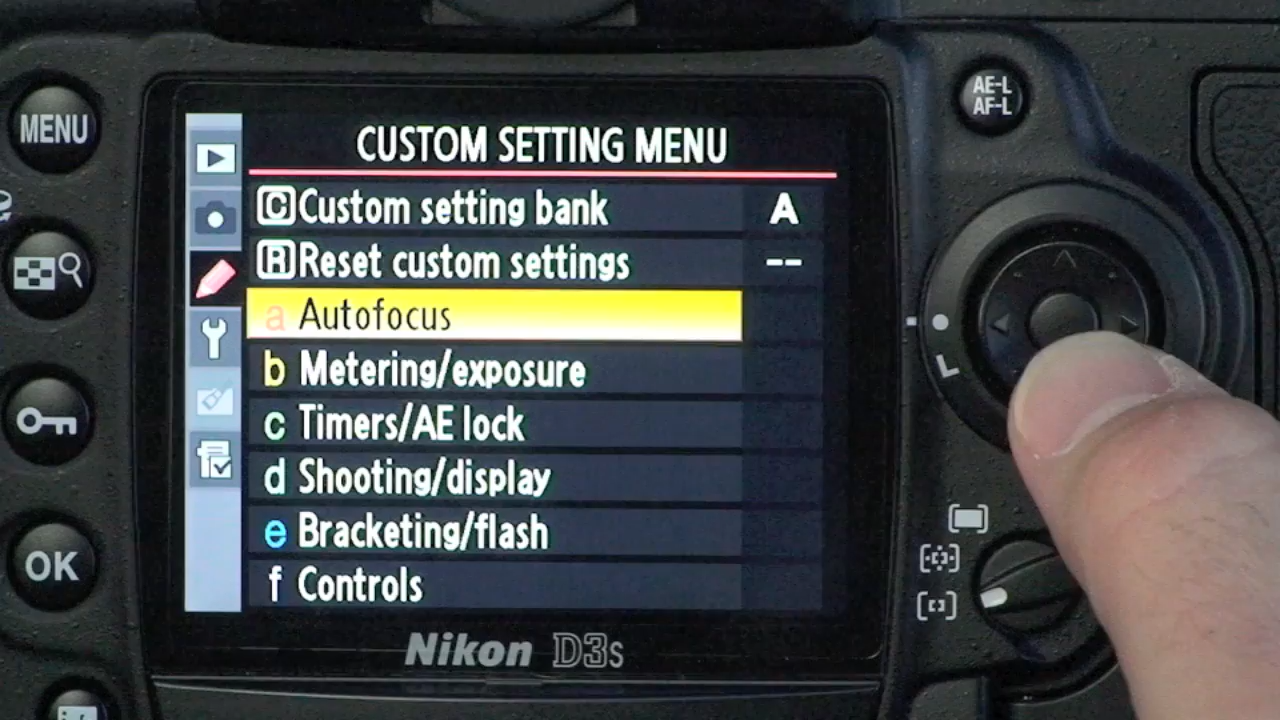 MENU
AE-L
AF-L
CUSTOM SETTING MENU
C Custom setting bank A
R Reset custom settings --
a Autofocus
b Metering/exposure
c Timers/AE lock
d Shooting/display
e Bracketing/flash
f Controls
L
OK
Nikon D3s